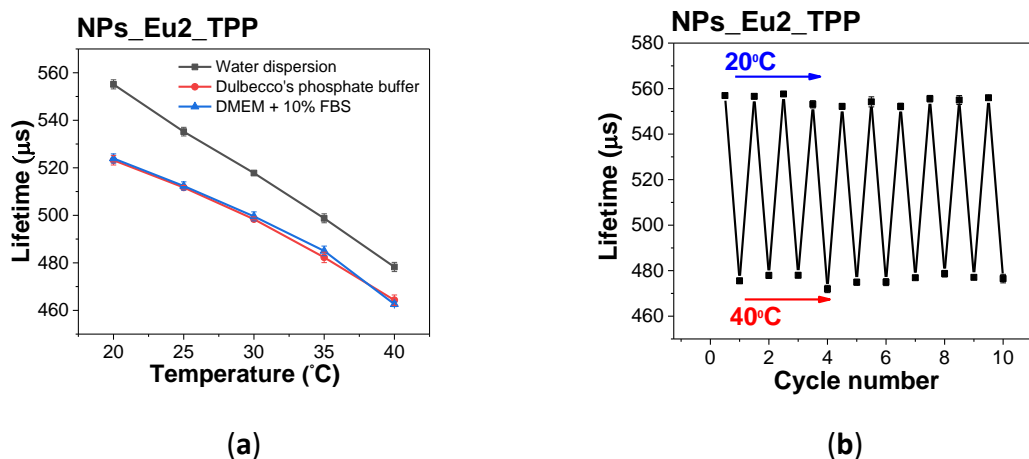 NPs_Eu2_TPP
Lifetime (μs)
560
540
520
500
480
460
Water dispersion
Dulbecco's phosphate buffer
DMEM + 10% FBS
20 25 30 35 40
Temperature (°C)
(a)
NPs_Eu2_TPP
Lifetime (μs)
580
560
540
520
500
480
460
20⁰C
40⁰C
0 2 4 6 8 10
Cycle number
(b)